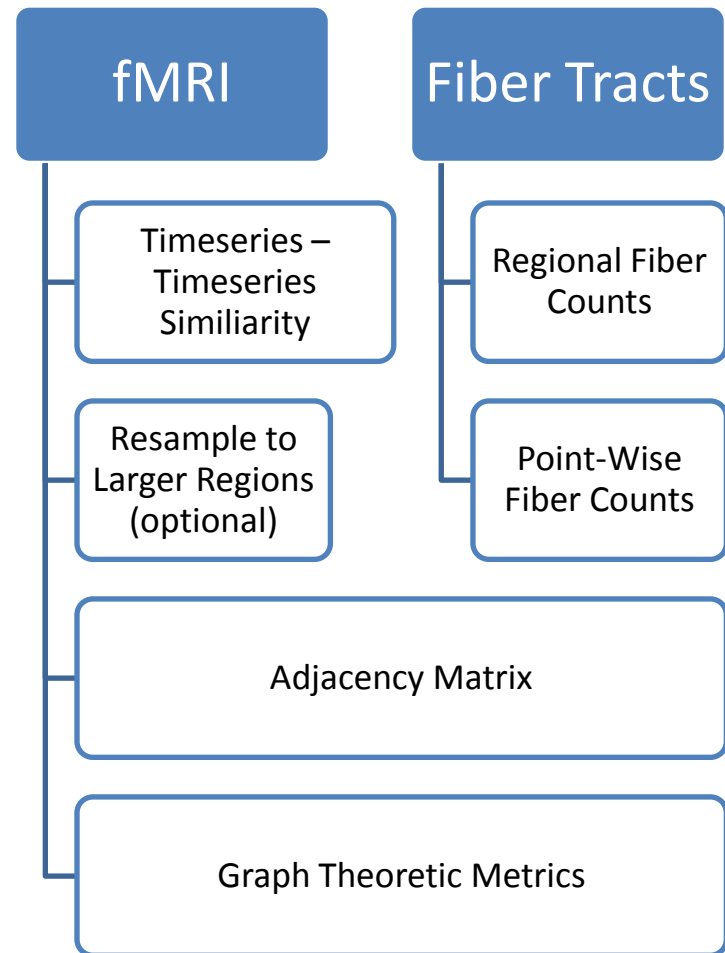 fMRI
Timeseries –
Timeseries
Similiarity
Resample to
Larger Regions
(optional)
Fiber Tracts
Regional Fiber
Counts
Point-Wise
Fiber Counts
Adjacency Matrix
Graph Theoretic Metrics